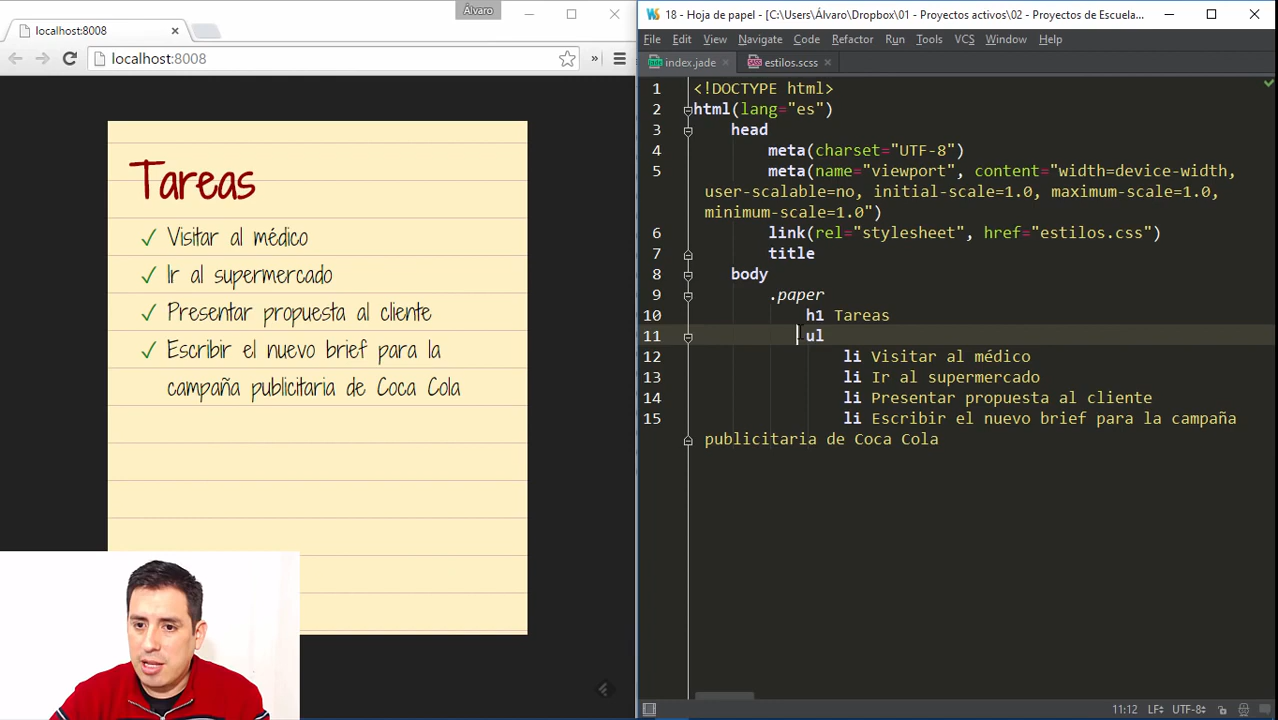 Álvaro
localhost:8008
localhost:8008
Tareas
✓ Visitar al médico
✓ Ir al supermercado
✓ Presentar propuesta al cliente
✓ Escribir el nuevo brief para la
campaña publicitaria de Coca Cola
18 - Hoja de papel - [C:\Users\Álvaro\Dropbox\01 - Proyectos activos\02 - Proyectos de Escuela...
File Edit View Navigate Code Refactor Run Tools VCS Window Help
index.jade estilos.scss
1 <!DOCTYPE html>
2 html(lang="es")
3 head
4 meta(charset="UTF-8")
5 meta(name="viewport", content="width=device-width,
user-scalable=no, initial-scale=1.0, maximum-scale=1.0,
minimum-scale=1.0")
6 link(rel="stylesheet", href="estilos.css")
7 title
8 body
9 .paper
10 h1 Tareas
11 ul
12 li Visitar al médico
13 li Ir al supermercado
14 li Presentar propuesta al cliente
15 li Escribir el nuevo brief para la campaña
publicitaria de Coca Cola
11:12 LF UTF-8